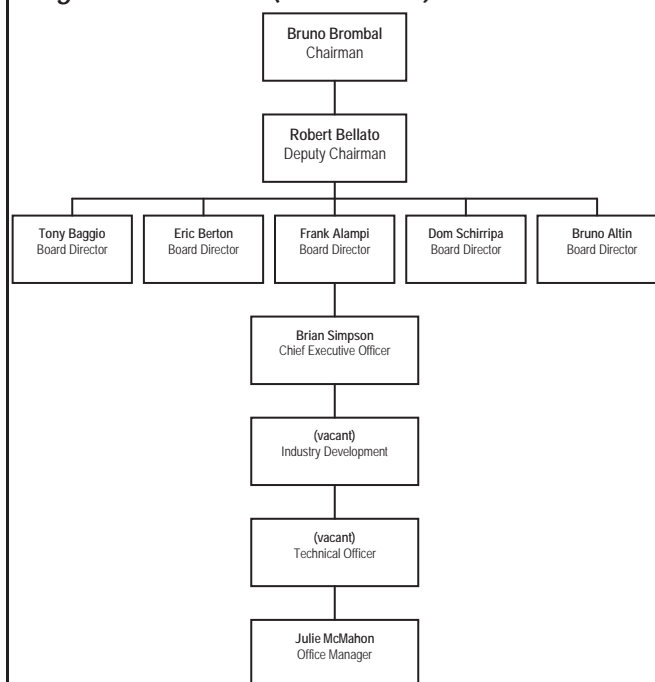 Bruno Brombal
Chairman
Robert Bellato
Deputy Chairman
Tony Baggio
Board Director
Eric Berton
Board Director
Frank Alampi
Board Director
Dom Schirripa
Board Director
Bruno Altin
Board Director
Brian Simpson
Chief Executive Officer
(vacant)
Industry Development
(vacant)
Technical Officer
Julie McMahon
Office Manager